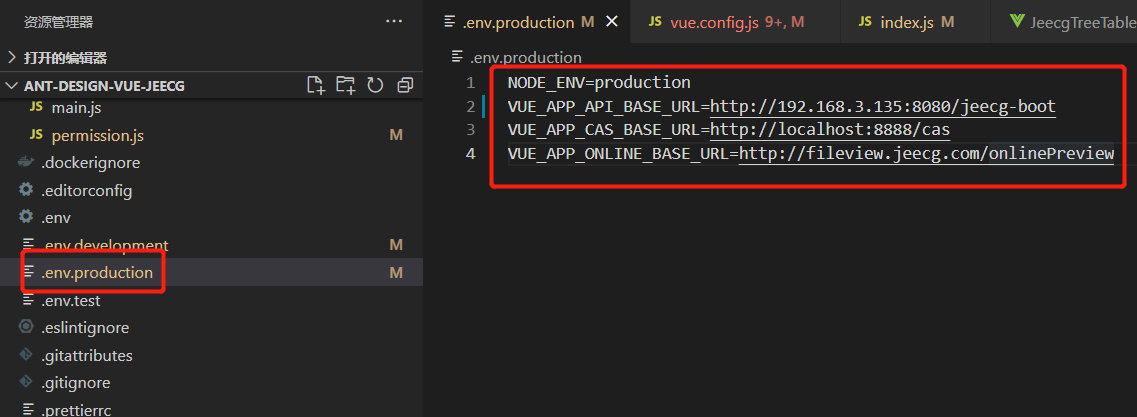 资源管理器
打开的编辑器
ANT-DESIGN-VUE-JEECG
JS main.js
JS permission.js M
.dockerignore
.editorconfig
.env
.env.development M
.env.production M
.env.test
.eslintignore
.gitattributes
.gitignore
.prettierrc
.env.production M
JS vue.config.js 9+, M
JS index.js M
JeecgTreeTable
.env.production
1 NODE_ENV=production
2 VUE_APP_API_BASE_URL=http://192.168.3.135:8080/jeecg-boot
3 VUE_APP_CAS_BASE_URL=http://localhost:8888/cas
4 VUE_APP_ONLINE_BASE_URL=http://fileview.jeecg.com/onlinePreview